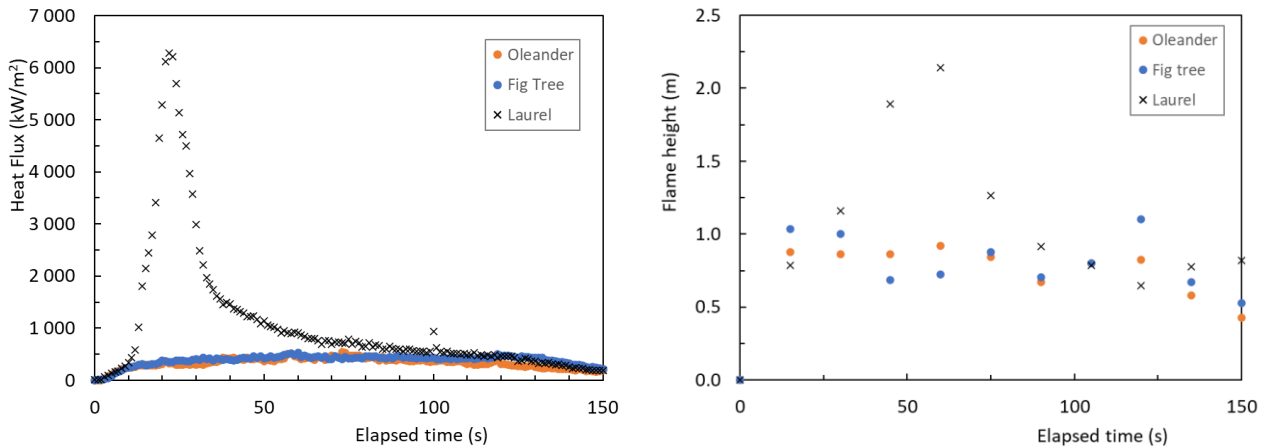 7 000
6 000
5 000
4 000
3 000
2 000
1 000
0
Heat Flux (kW/m²)
Oleander
Fig Tree
Laurel
0 50 100 150
Elapsed time (s)
2.5
2.0
1.5
1.0
0.5
0.0
Flame height (m)
Oleander
Fig tree
Laurel
0 50 100 150
Elapsed time (s)